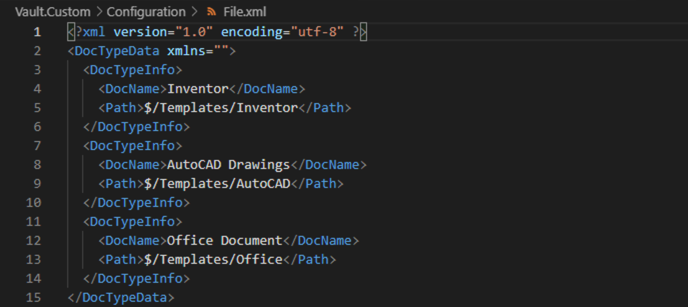 Vault.Custom > Configuration > File.xml
1 <?xml version="1.0" encoding="utf-8" ?>
2 <DocTypeData xmlns="">
3 <DocTypeInfo>
4 <DocName>Inventor</DocName>
5 <Path>$/Templates/Inventor</Path>
6 </DocTypeInfo>
7 <DocTypeInfo>
8 <DocName>AutoCAD Drawings</DocName>
9 <Path>$/Templates/AutoCAD</Path>
10 </DocTypeInfo>
11 <DocTypeInfo>
12 <DocName>Office Document</DocName>
13 <Path>$/Templates/Office</Path>
14 </DocTypeInfo>
15 </DocTypeData>